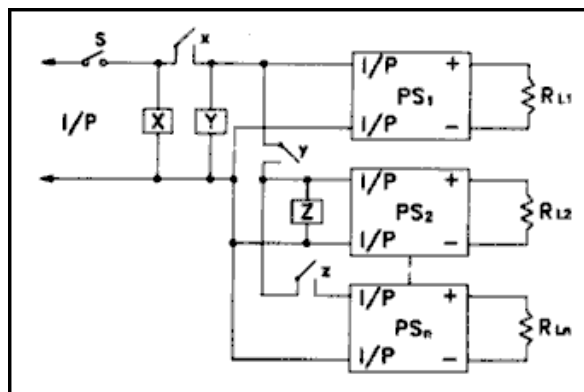 S x
I/P + 
PS1 RL1
I/P X Y I/P −
y
I/P +
Z PS2 RL2
I/P −
z
I/P +
PSn RLn
I/P −